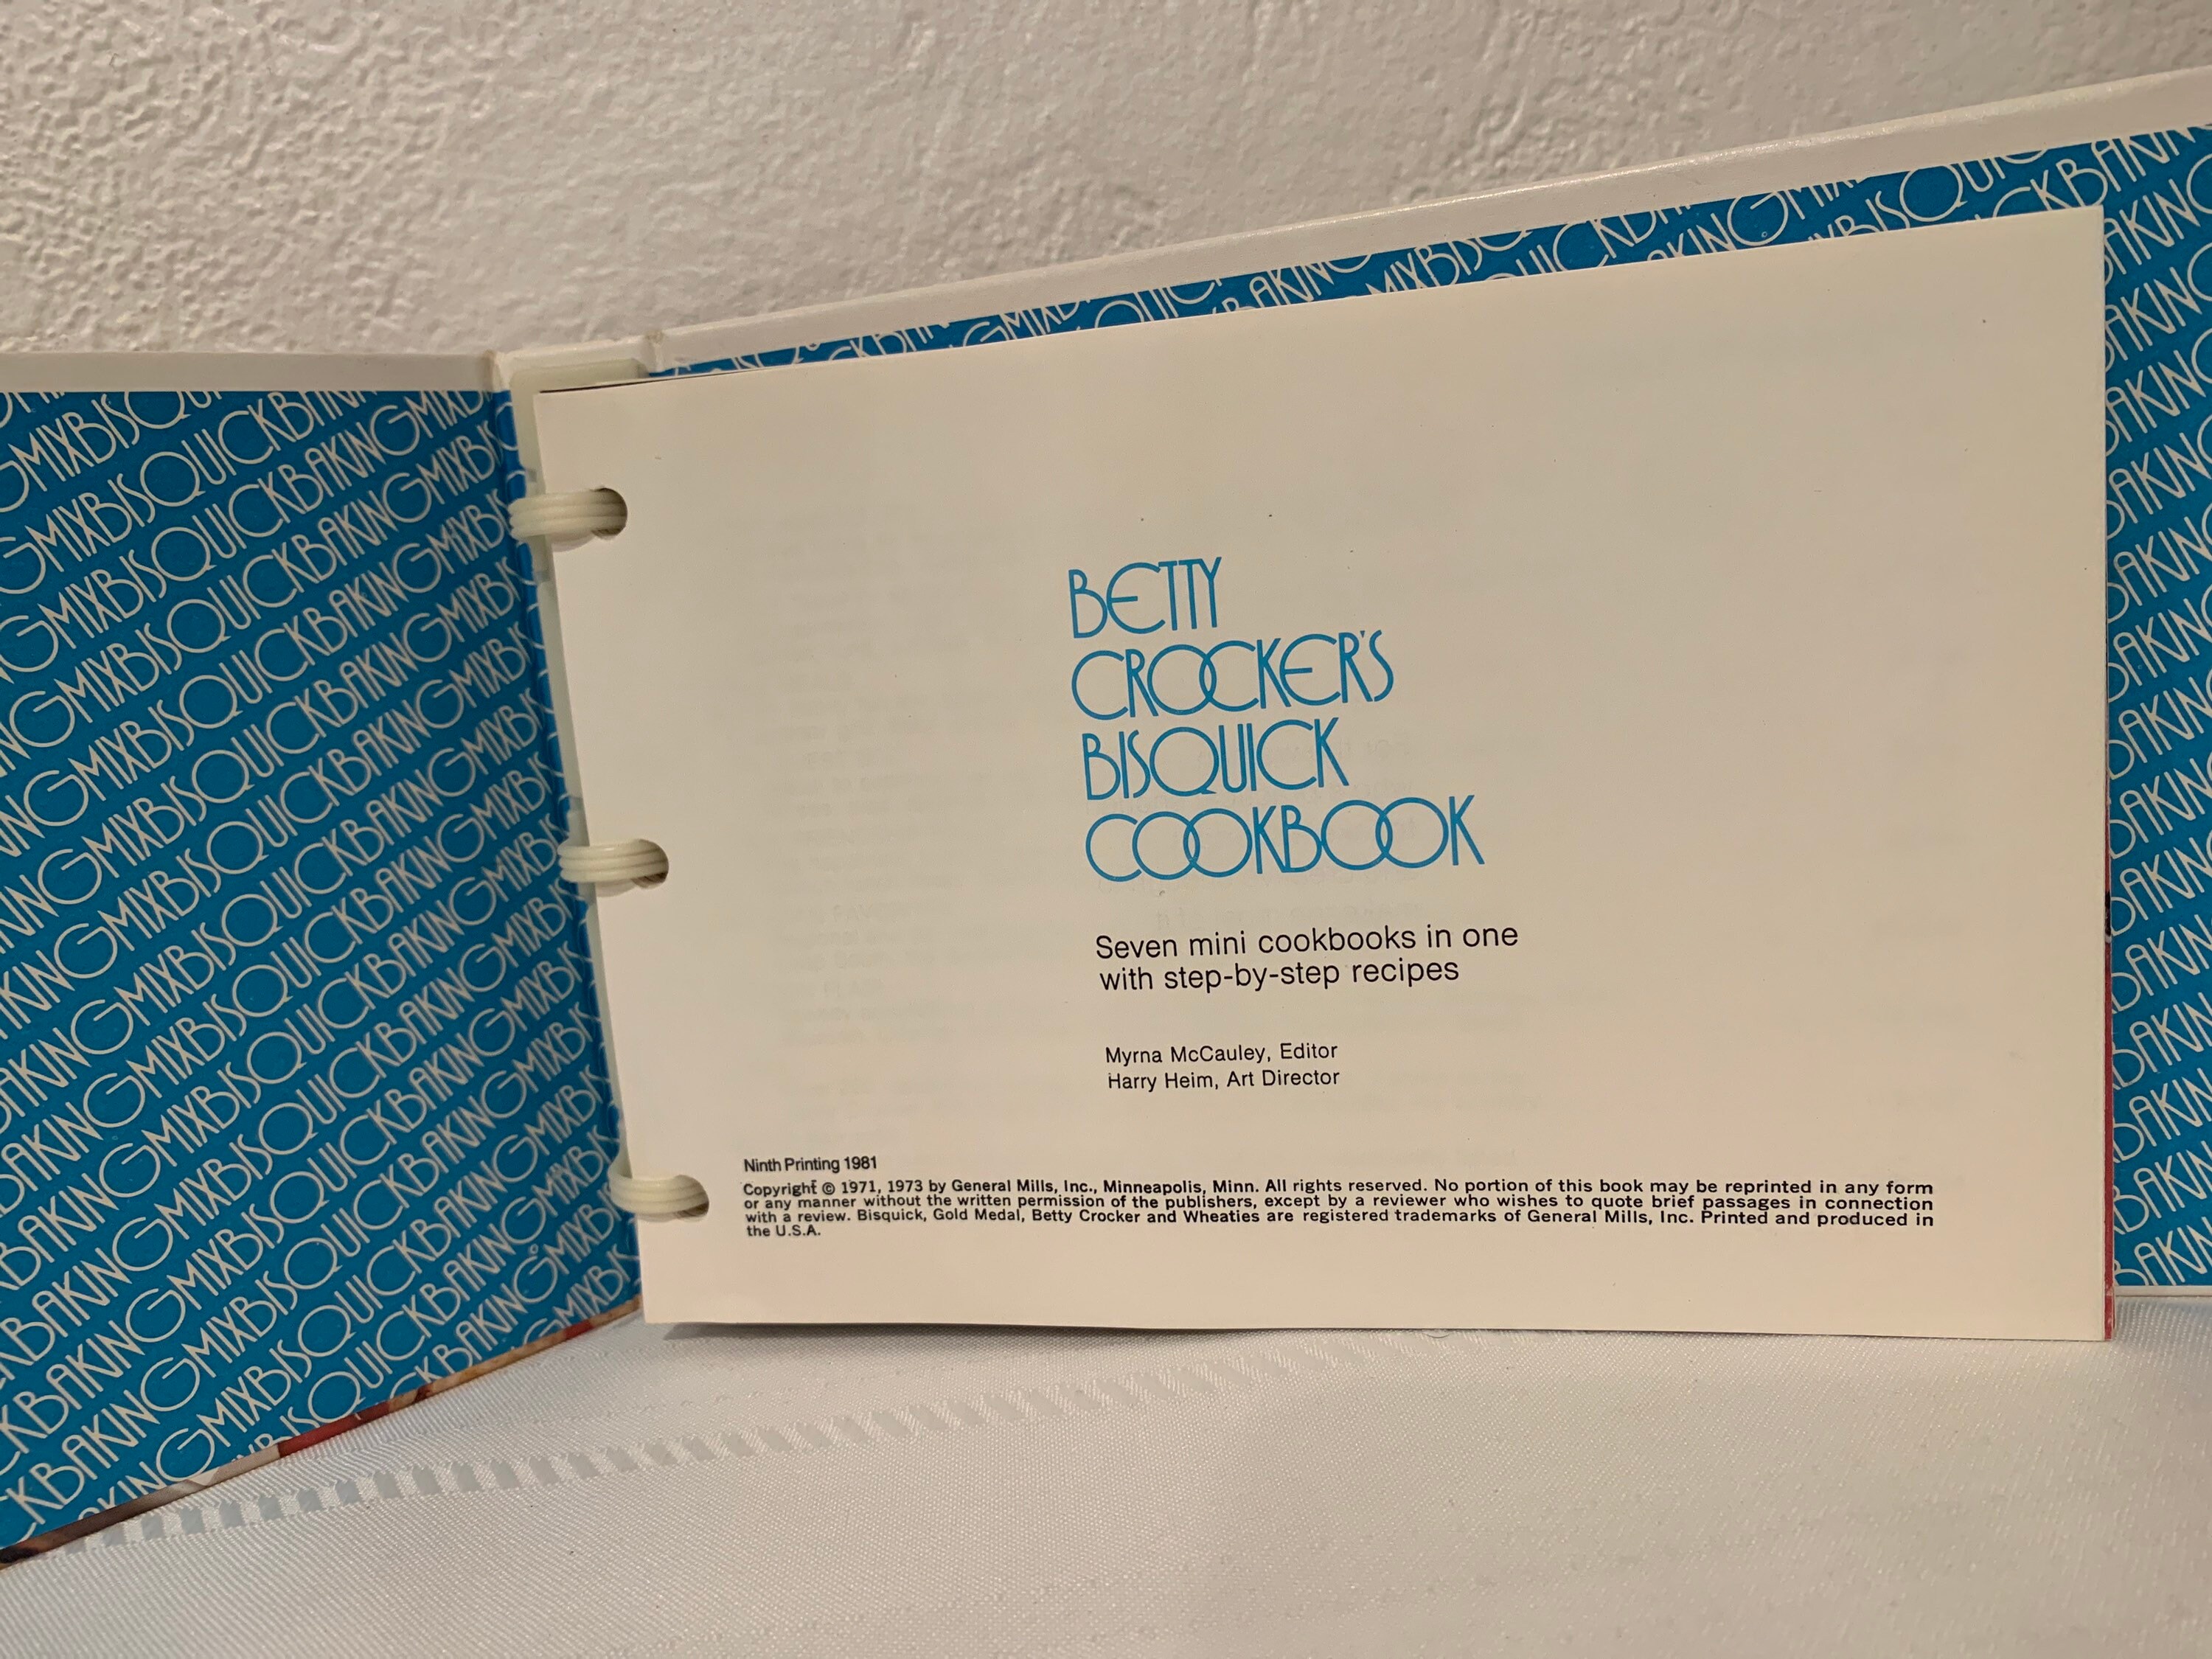 BETTY
CROCKER'S
BISQUICK
COOKBOOK
Seven mini cookbooks in one
with step-by-step recipes
Myrna McCauley, Editor
Harry Heim, Art Director
Ninth Printing 1981
Copyright © 1971, 1973 by General Mills, Inc., Minneapolis, Minn. All rights reserved. No portion of this book may be reprinted in any form
or any manner without the written permission of the publishers, except by a reviewer who wishes to quote brief passages in connection
with a review. Bisquick, Gold Medal, Betty Crocker and Wheaties are registered trademarks of General Mills, Inc. Printed and produced in
the U.S.A.